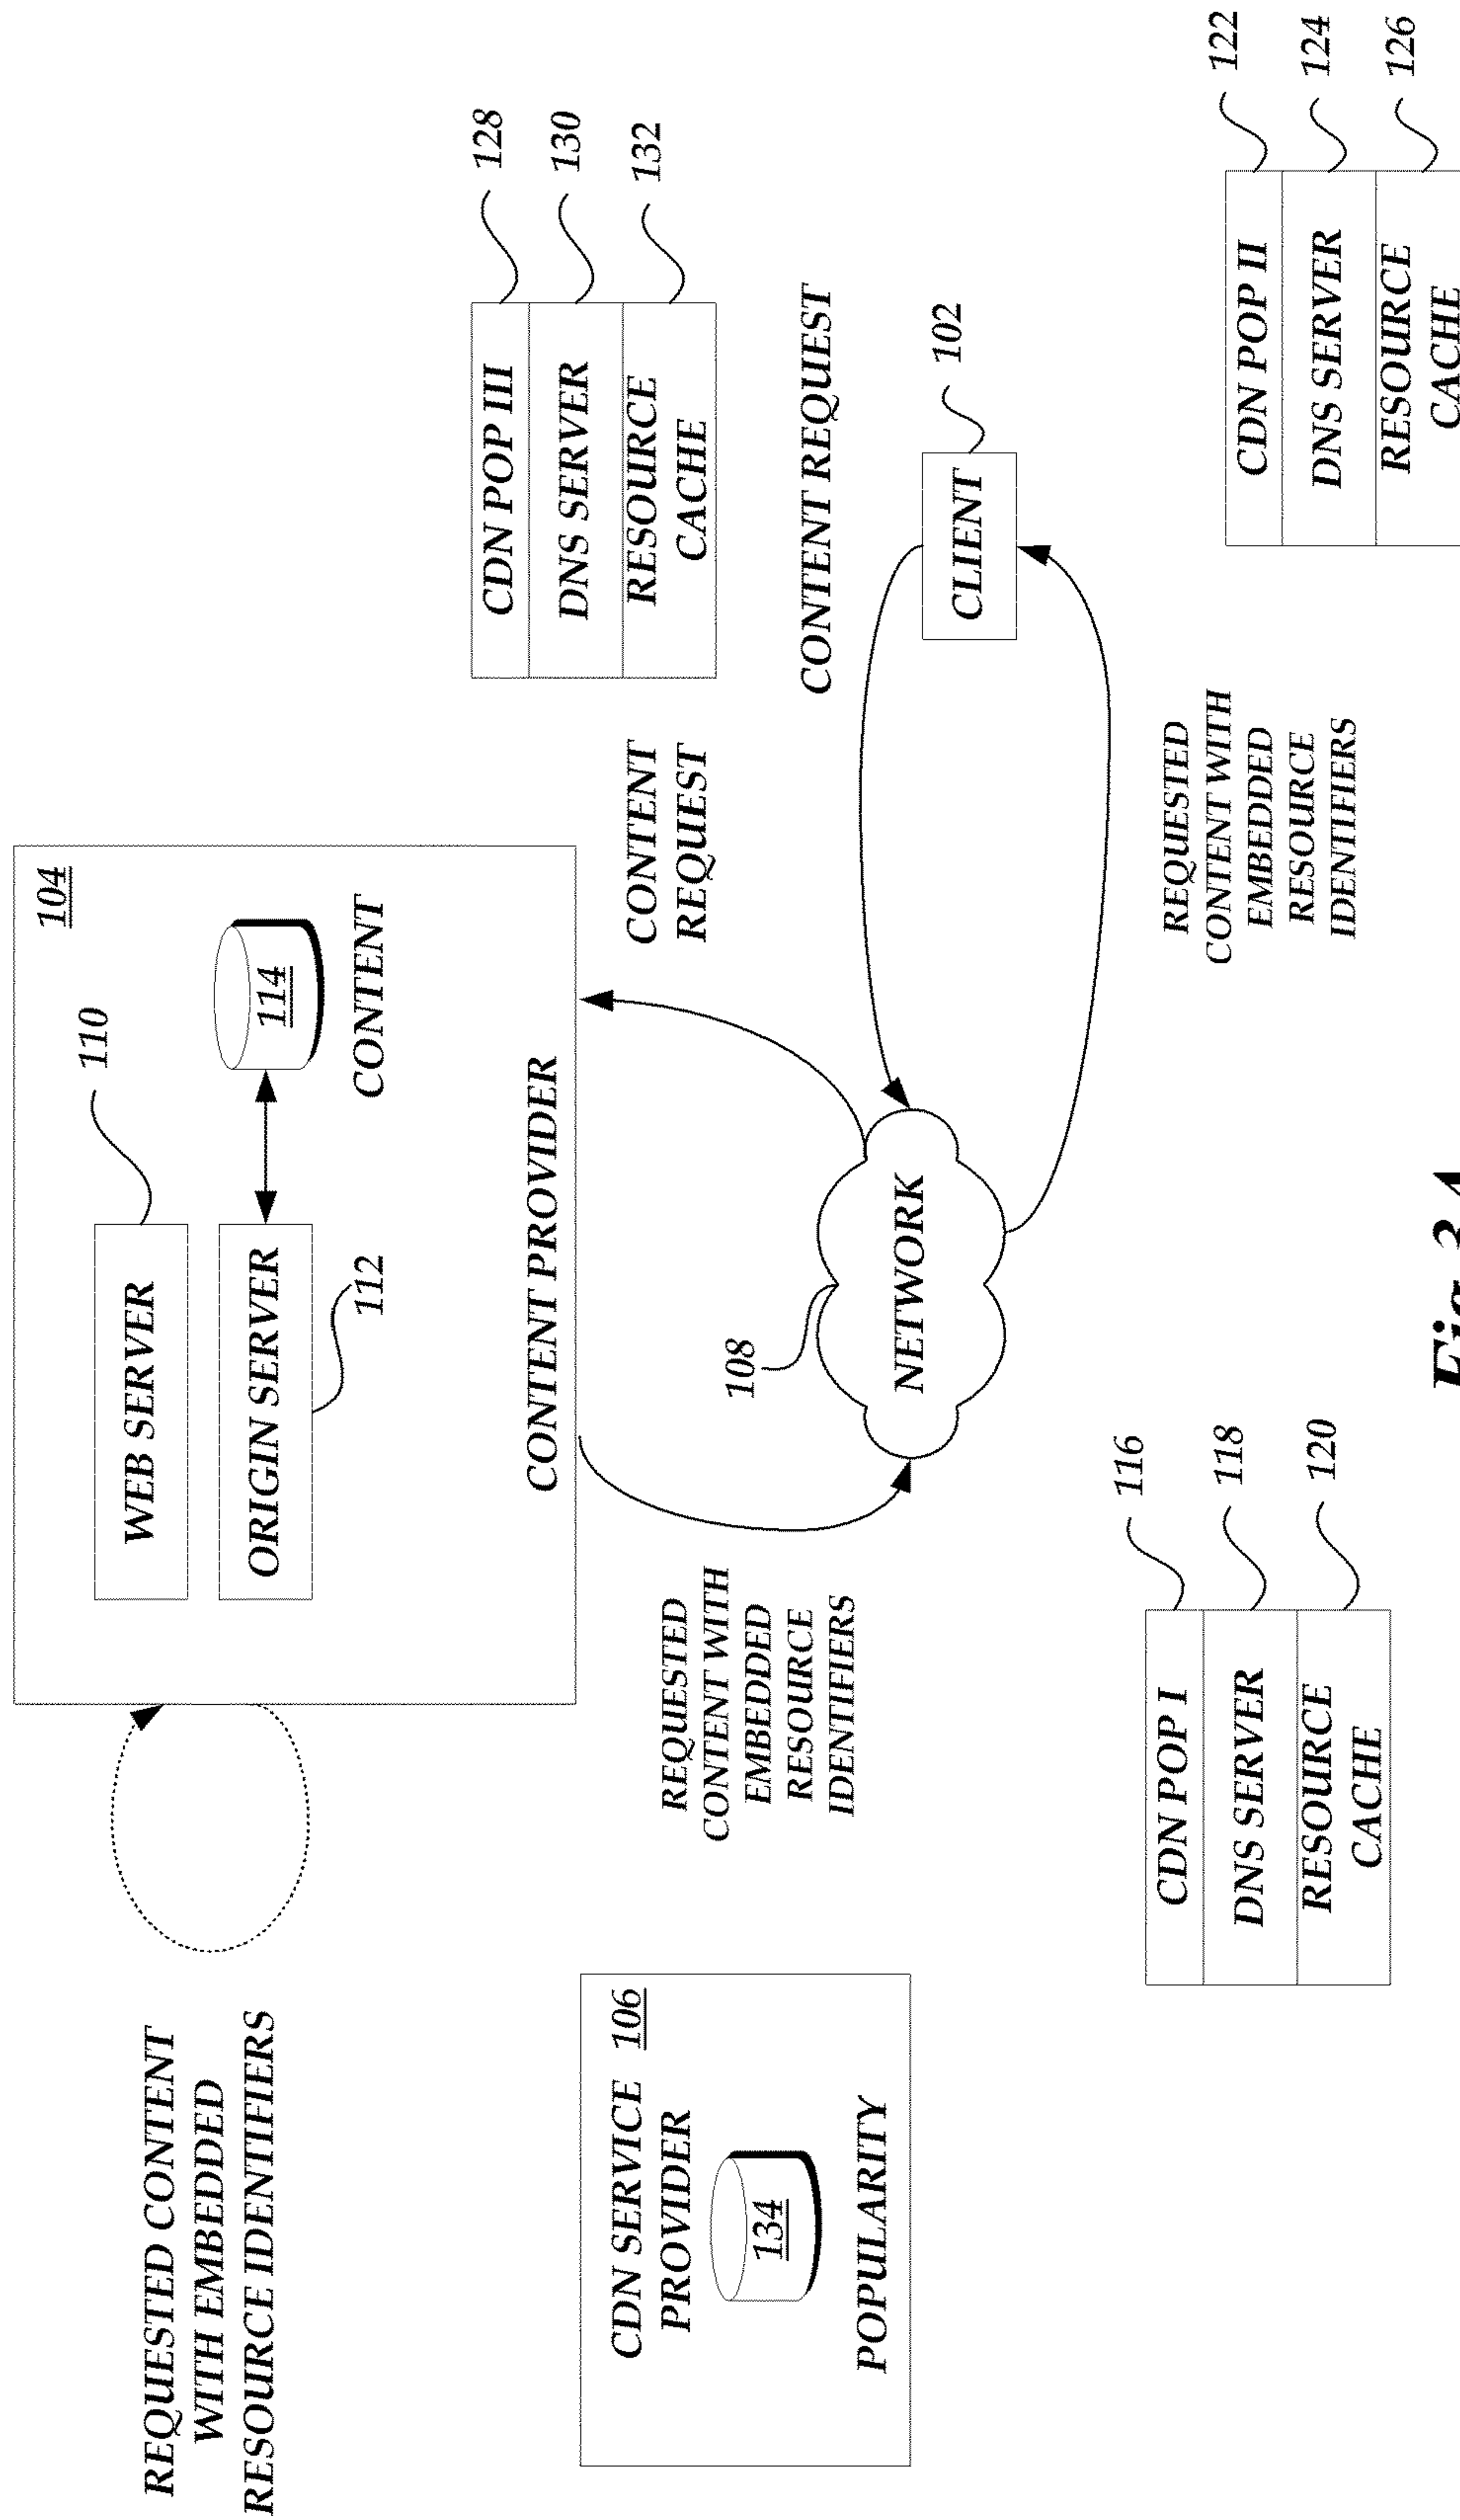 REQUESTED CONTENT
WITH EMBEDDED
RESOURCE IDENTIFIERS
104
WEB SERVER
110
ORIGIN SERVER
112
114
CONTENT
CONTENT PROVIDER
CDN SERVICE
PROVIDER
106
134
POPULARITY
REQUESTED
CONTENT WITH
EMBEDDED
RESOURCE
IDENTIFIERS
CONTENT
REQUEST
CDN POP III
128
DNS SERVER
130
RESOURCE
CACHE
132
108
NETWORK
CONTENT REQUEST
CLIENT
102
REQUESTED
CONTENT WITH
EMBEDDED
RESOURCE
IDENTIFIERS
CDN POP I
116
DNS SERVER
118
RESOURCE
CACHE
120
CDN POP II
122
DNS SERVER
124
RESOURCE
CACHE
126
Fig. 3A